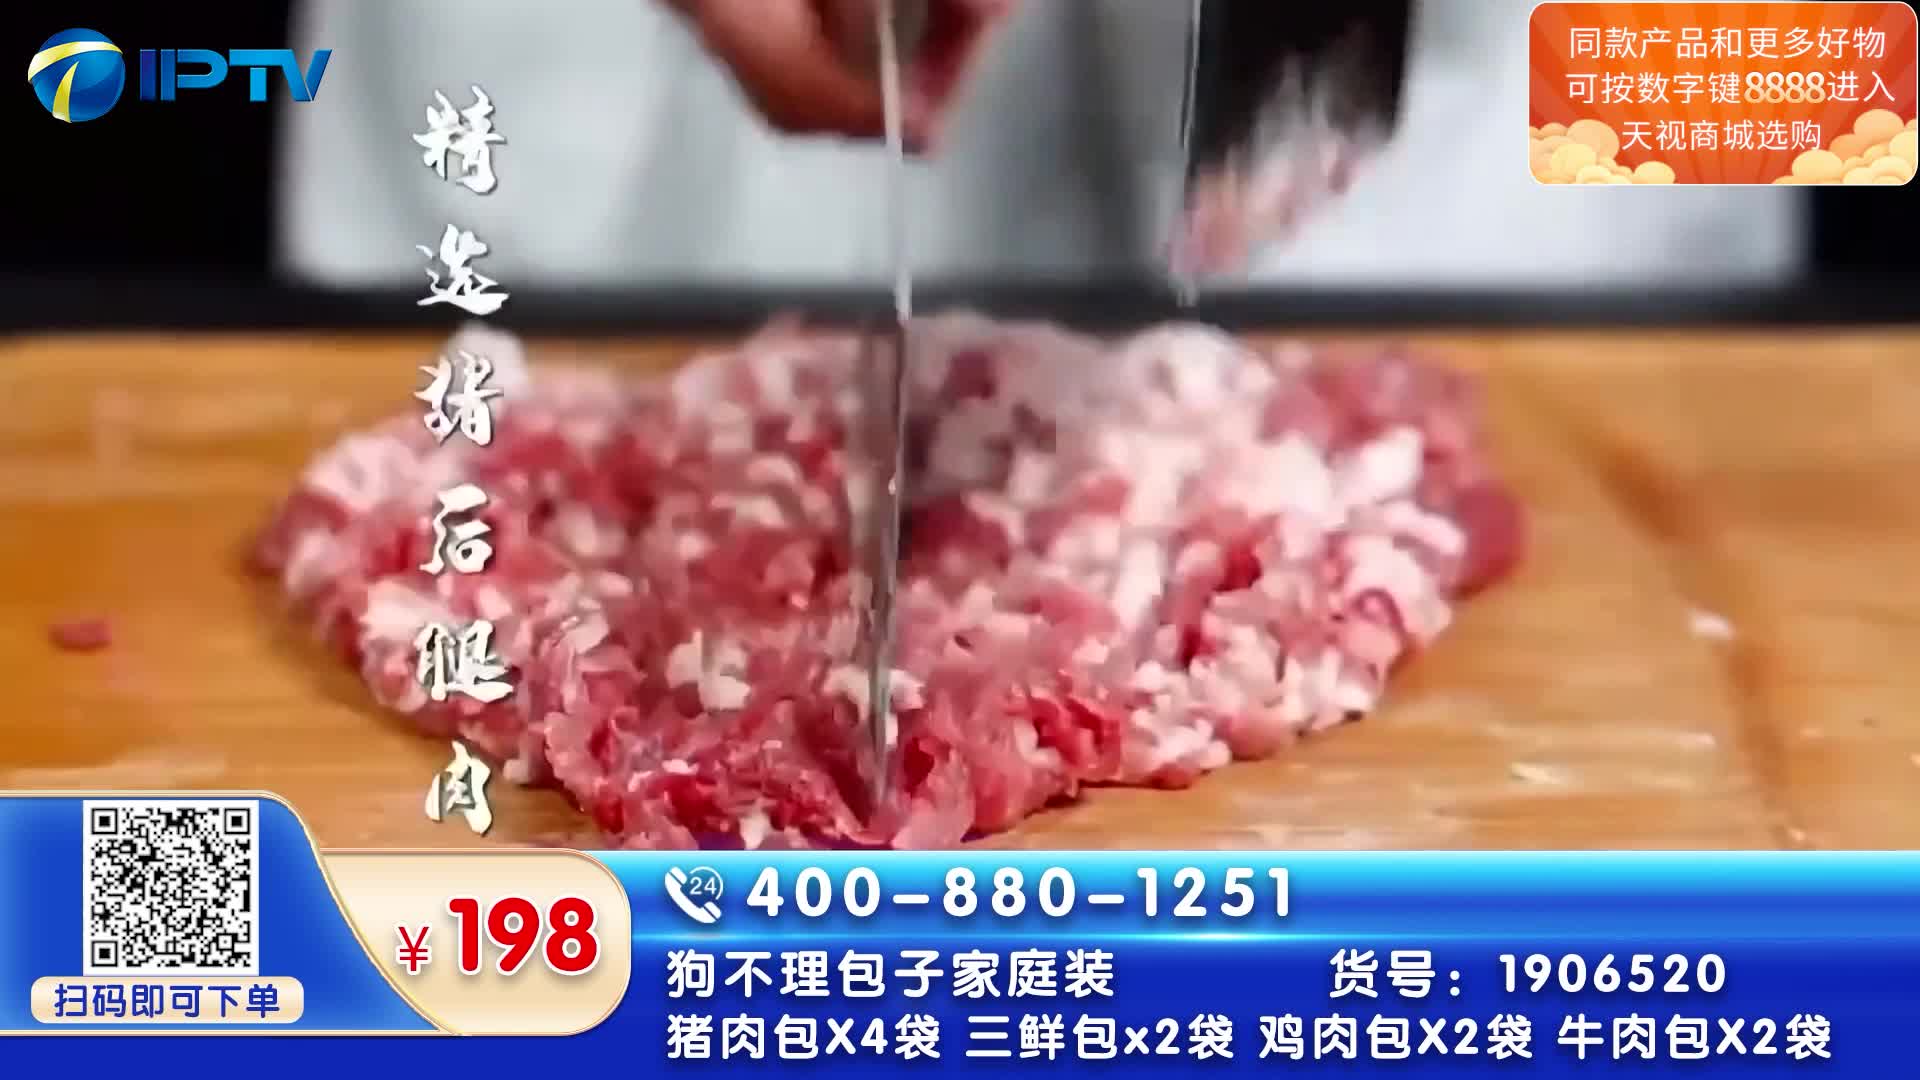 IPTV
同款产品和更多好物
可按数字键8888进入
天视商城选购
精选猪后腿肉
扫码即可下单
¥198
24
400-880-1251
狗不理包子家庭装
货号：1906520
猪肉包X4袋 三鲜包x2袋 鸡肉包X2袋 牛肉包X2袋